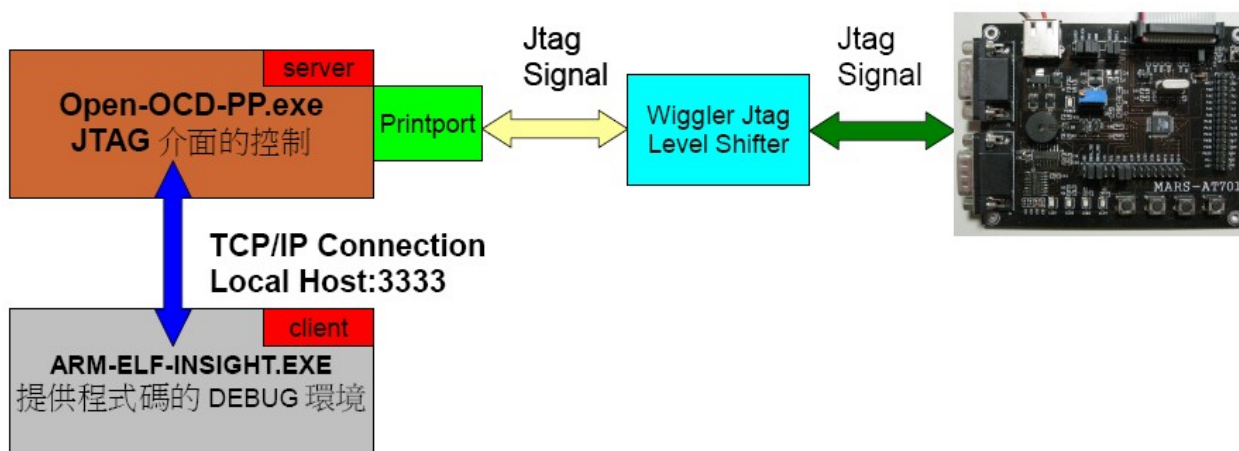 server
Open-OCD-PP.exe
JTAG 介面的控制
Printport
Jtag
Signal
Wiggler Jtag
Level Shifter
Jtag
Signal
MARS-AT701
TCP/IP Connection
Local Host:3333
client
ARM-ELF-INSIGHT.EXE
提供程式碼的 DEBUG 環境